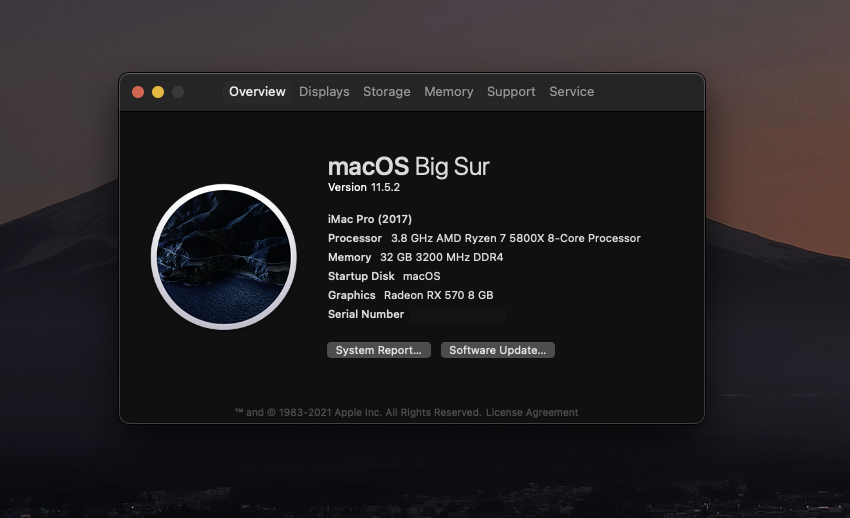 Overview Displays Storage Memory Support Service
macOS Big Sur
Version 11.5.2
iMac Pro (2017)
Processor 3.8 GHz AMD Ryzen 7 5800X 8-Core Processor
Memory 32 GB 3200 MHz DDR4
Startup Disk macOS
Graphics Radeon RX 570 8 GB
Serial Number
System Report... Software Update...
™ and © 1983-2021 Apple Inc. All Rights Reserved. License Agreement